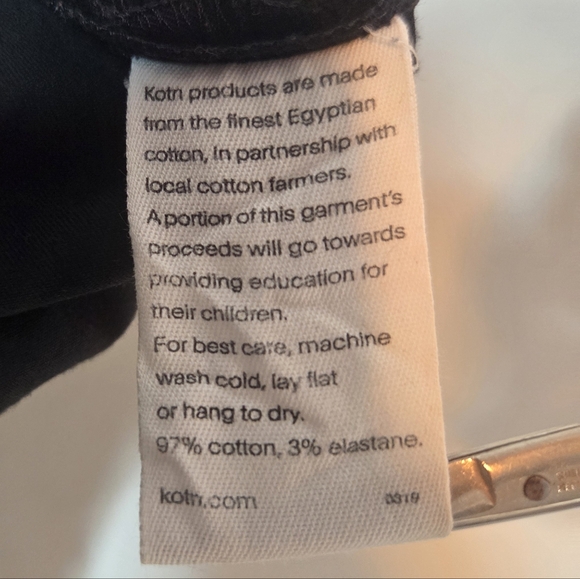 Kotn products are made
from the finest Egyptian
cotton, in partnership with
local cotton farmers.
A portion of this garment's
proceeds will go towards
providing education for
their children.
For best care, machine
wash cold, lay flat
or hang to dry.
97% cotton, 3% elastane.
kotn.com
0319